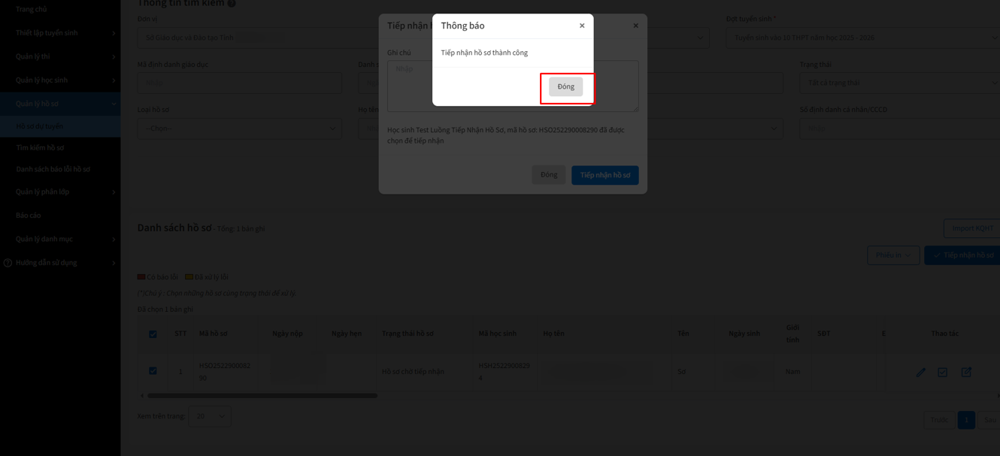 Trang chủ
Thiết lập tuyển sinh
Quản lý thi
Quản lý học sinh
Quản lý hồ sơ
Hồ sơ dự tuyển
Tìm kiếm hồ sơ
Danh sách báo lỗi hồ sơ
Quản lý phân lớp
Báo cáo
Quản lý danh mục
Hướng dẫn sử dụng
Thông tin tìm kiếm
Đơn vị
Sở Giáo dục và Đào tạo Tỉnh
Đợt tuyển sinh *
Tuyển sinh vào 10 THPT năm học 2025 - 2026
Mã định danh giáo dục
Nhập
Danh s
Trạng thái
Tất cả trạng thái
Loại hồ sơ
--Chọn--
Họ tên
Số định danh cá nhân/CCCD
Nhập
Tiếp nhận h
×
Ghi chú
Nhập
Học sinh Test Luồng Tiếp Nhận Hồ Sơ, mã hồ sơ: HSO252290008290 đã được
chọn để tiếp nhận
Đóng
Tiếp nhận hồ sơ
Thông báo
×
Tiếp nhận hồ sơ thành công
Đóng
Danh sách hồ sơ - Tổng: 1 bản ghi
Import KQHT
Phiếu in
Tiếp nhận hồ sơ
Có báo lỗi
Đã xử lý lỗi
(*)Chú ý : Chọn những hồ sơ cùng trạng thái để xử lý.
Đã chọn 1 bản ghi
STT Mã hồ sơ Ngày nộp Ngày hẹn Trạng thái hồ sơ Mã học sinh Họ tên Tên Ngày sinh Giới tính SĐT E Thao tác
1 HSO2522900082 Hồ sơ chờ tiếp nhận HSH2522900829 Sơ Nam
90 4
Xem trên trang: 20
Trước 1 Sau